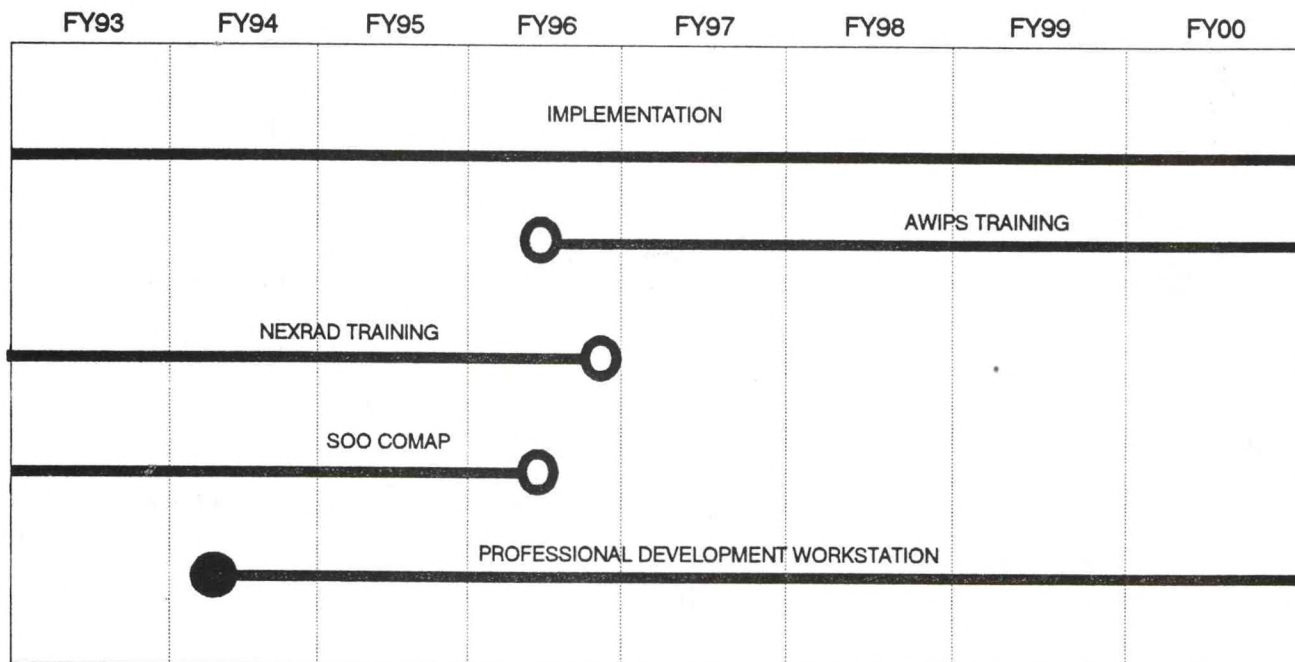 FY93 FY94 FY95 FY96 FY97 FY98 FY99 FY00
IMPLEMENTATION
AWIPS TRAINING
NEXRAD TRAINING
SOO COMAP
PROFESSIONAL DEVELOPMENT WORKSTATION